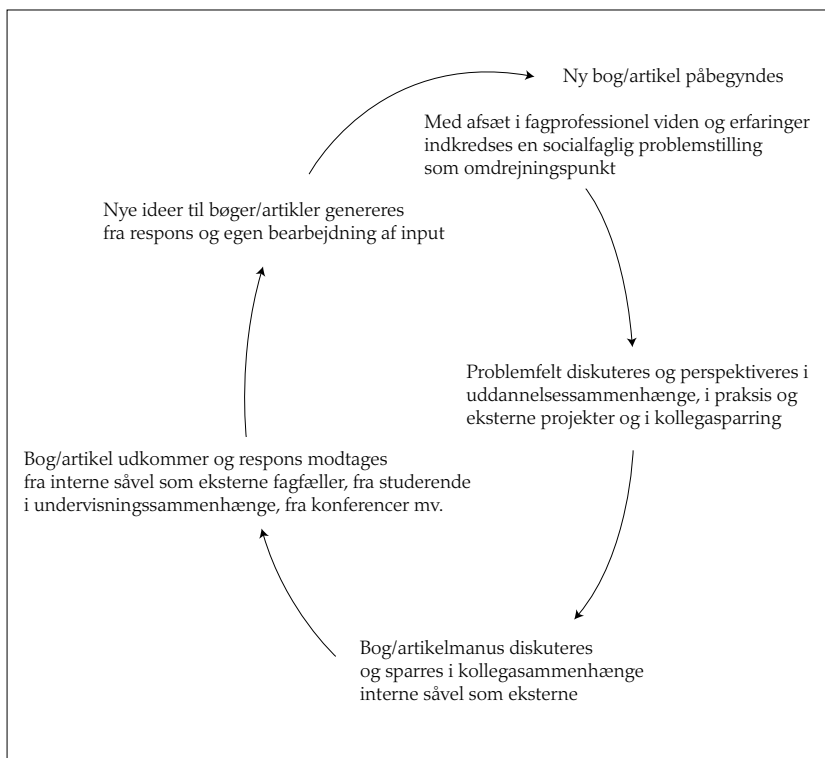 Ny bog/artikel påbegyndes
Med afsæt i fagprofessionel viden og erfaringer
indkredses en socialfaglig problemstilling
som omdrejningspunkt
Problemfelt diskuteres og perspektiveres i
uddannelsessammenhænge, i praksis og
eksterne projekter og i kollegasparring
Bog/artikelmanus diskuteres
og sparres i kollegasammenhænge
interne såvel som eksterne
Bog/artikel udkommer og respons modtages
fra interne såvel som eksterne fagfæller, fra studerende
i undervisningssammenhænge, fra konferencer mv.
Nye ideer til bøger/artikler genereres
fra respons og egen bearbejdning af input